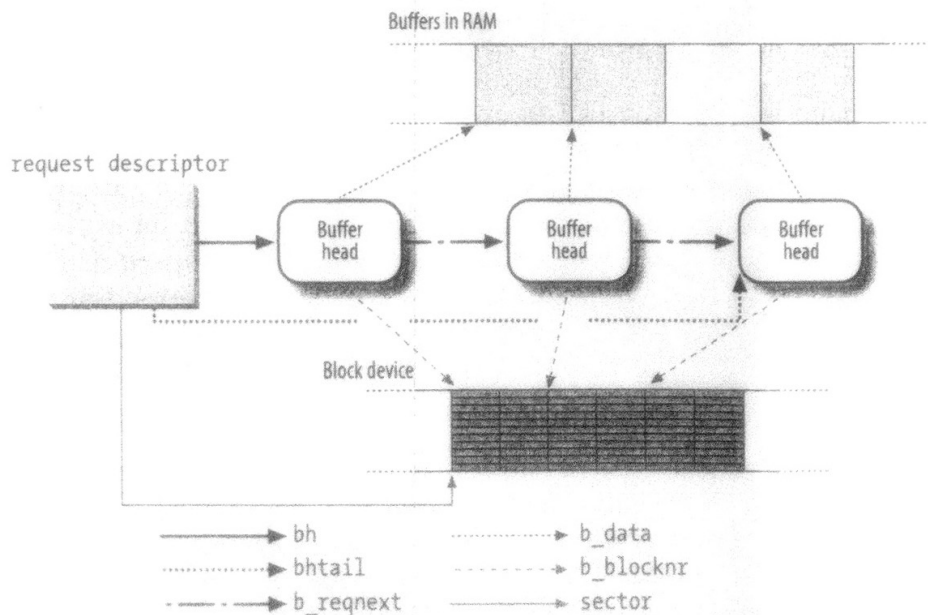 Buffers in RAM
request descriptor
Buffer
head
Buffer
head
Buffer
head
Block device
bh
b_data
bhtail
b_blocknr
b_reqnext
sector